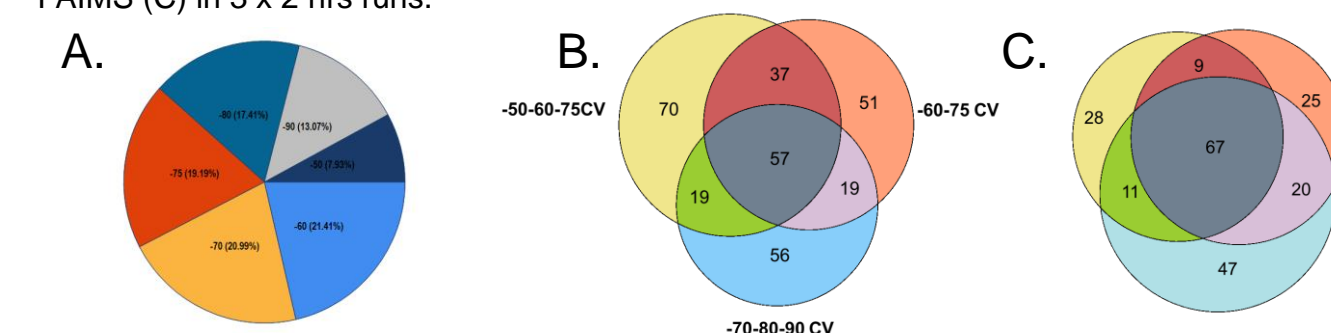 FAIMS (C) in 3 x 2 hrs runs.
A.
-80 (17.41%)
-90 (13.07%)
-75 (19.19%)
-50 (7.93%)
-70 (20.99%)
-60 (21.41%)
B.
-50-60-75CV
-60-75 CV
70
37
51
57
19
19
56
-70-80-90 CV
C.
28
9
25
67
11
20
47